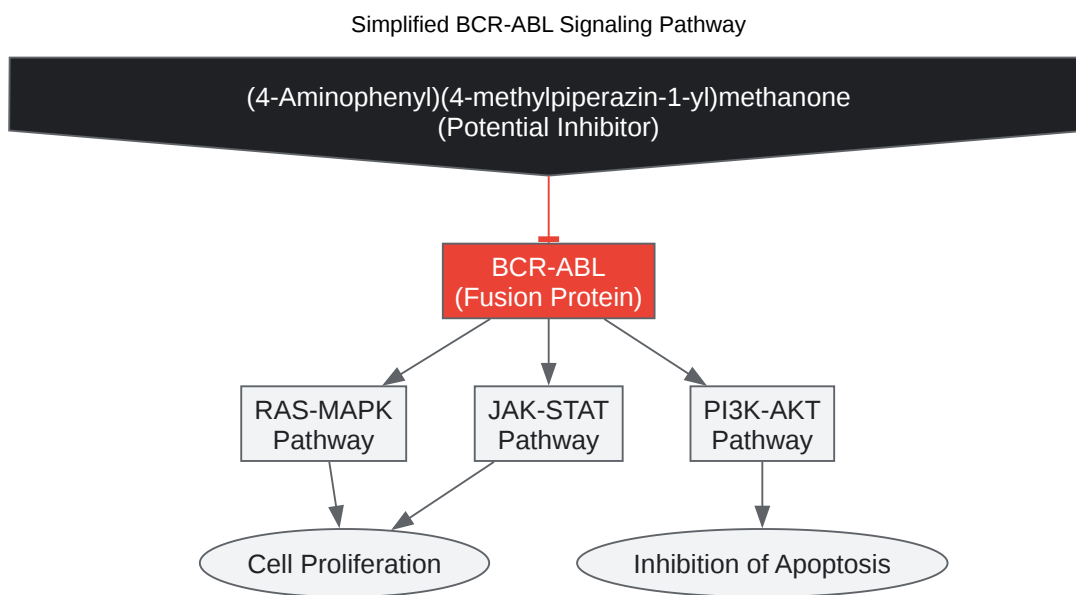 Simplified BCR-ABL Signaling Pathway
(4-Aminophenyl)(4-methylpiperazin-1-yl)methanone
(Potential Inhibitor)
BCR-ABL
(Fusion Protein)
RAS-MAPK
Pathway
JAK-STAT
Pathway
PI3K-AKT
Pathway
Cell Proliferation
Inhibition of Apoptosis